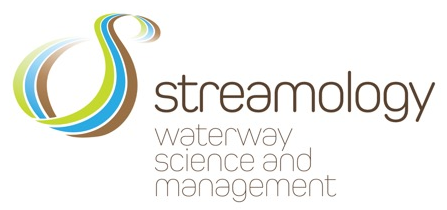 streamology
waterway
science and
management